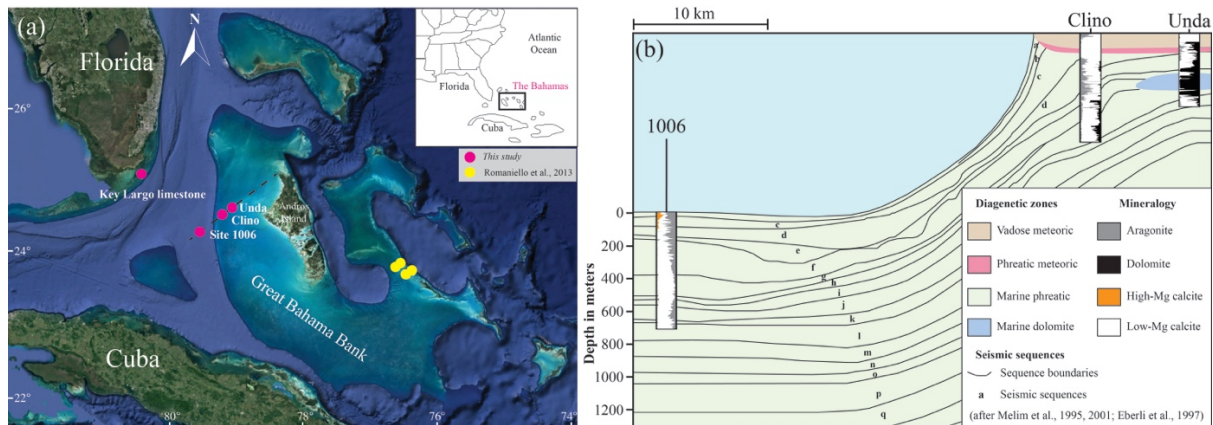 (a)
N
Florida
Atlantic
Ocean
Florida
The Bahamas
Cuba
This study
Romaniello et al., 2013
26°
Key Largo limestone
Unda
Clino
Andros
Island
Site 1006
24°
Great Bahama Bank
Cuba
22°
80°
78°
76°
74°
10 km
Clino
Unda
(b)
a
b
c
d
1006
0
200
400
600
800
1000
1200
Depth in meters
c
d
e
f
g
h
i
j
k
l
m
n
o
p
q
Diagenetic zones
Mineralogy
Vadose meteoric
Aragonite
Phreatic meteoric
Dolomite
Marine phreatic
High-Mg calcite
Marine dolomite
Low-Mg calcite
Seismic sequences
Sequence boundaries
a Seismic sequences
(after Melim et al., 1995, 2001; Eberli et al., 1997)